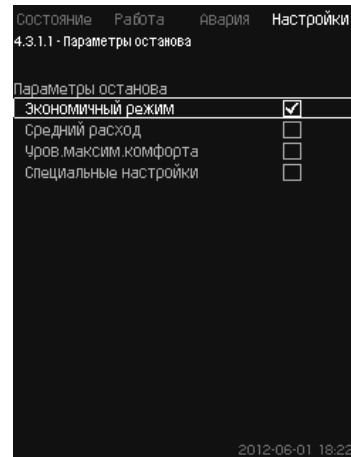 Состояние Работа Авария Настройки
4.3.1.1 - Параметры останова
Параметры останова
Экономичный режим
Средний расход
Уров.максим.комфорта
Специальные настройки
2012-06-01 18:22